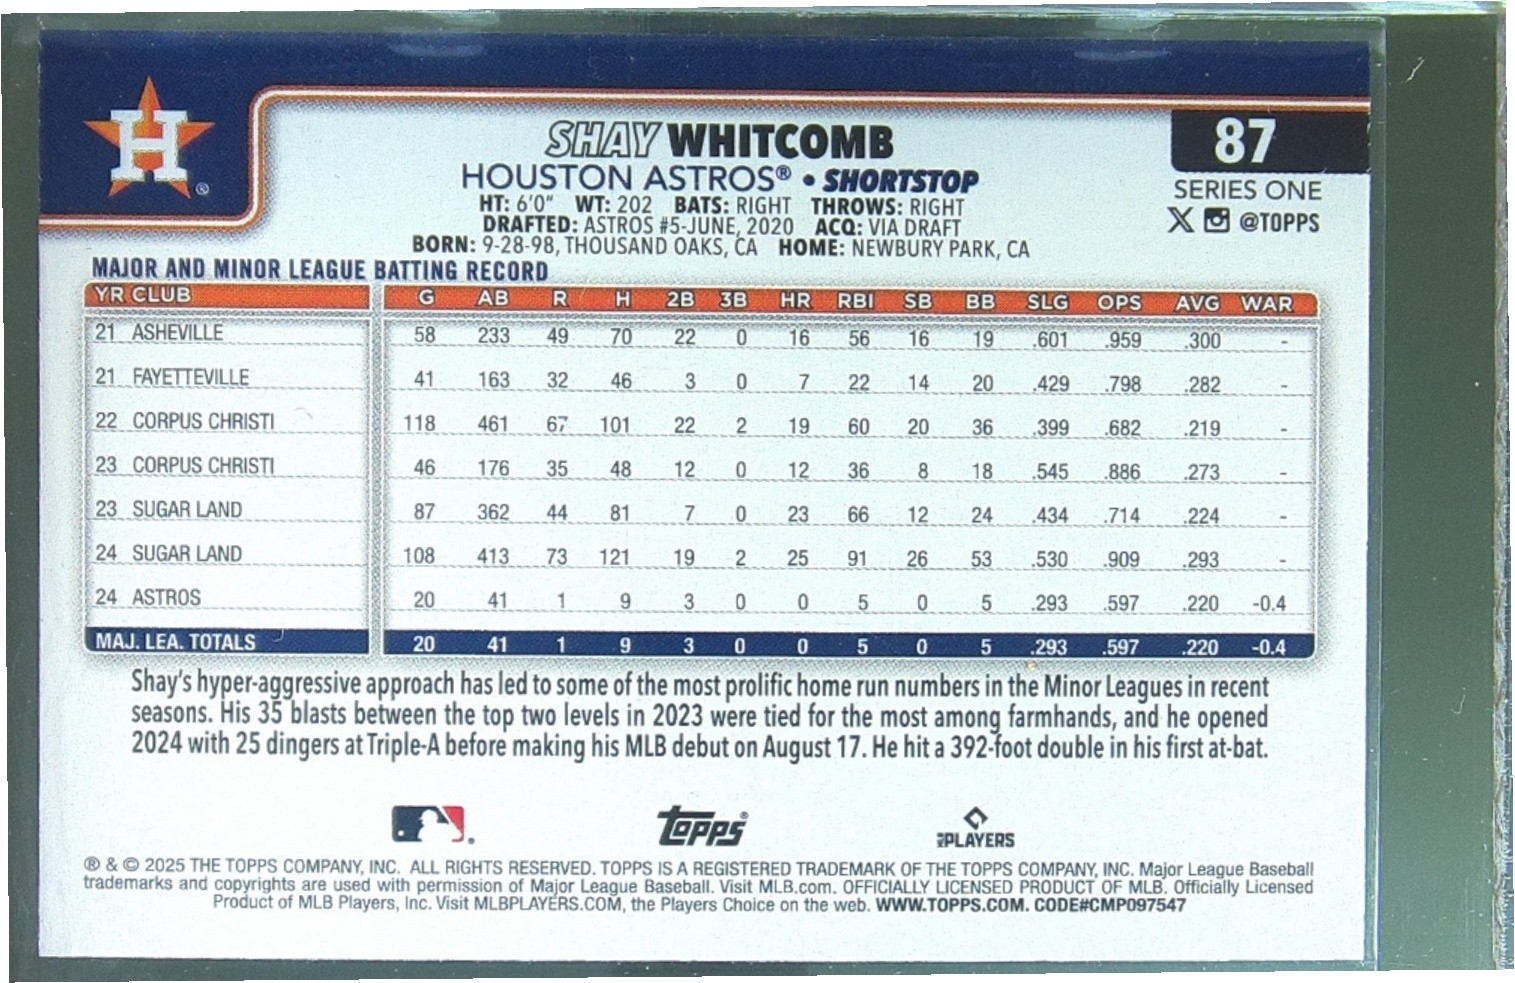 H
®
87
SHAY WHITCOMB
HOUSTON ASTROS® • SHORTSTOP
SERIES ONE
HT: 6'0" WT: 202 BATS: RIGHT THROWS: RIGHT
@TOPPS
DRAFTED: ASTROS #5-JUNE, 2020 ACQ: VIA DRAFT
BORN: 9-28-98, THOUSAND OAKS, CA HOME: NEWBURY PARK, CA
MAJOR AND MINOR LEAGUE BATTING RECORD
YR CLUB G AB R H 2B 3B HR RBI SB BB SLG OPS AVG WAR
21 ASHEVILLE 58 233 49 70 22 0 16 56 16 19 .601 .959 .300 -
21 FAYETTEVILLE 41 163 32 46 3 0 7 22 14 20 .429 .798 .282 -
22 CORPUS CHRISTI 118 461 67 101 22 2 19 60 20 36 .399 .682 .219 -
23 CORPUS CHRISTI 46 176 35 48 12 0 12 36 8 18 .545 .886 .273 -
23 SUGAR LAND 87 362 44 81 7 0 23 66 12 24 .434 .714 .224 -
24 SUGAR LAND 108 413 73 121 19 2 25 91 26 53 .530 .909 .293 -
24 ASTROS 20 41 1 9 3 0 0 5 0 5 .293 .597 .220 -0.4
MAJ. LEA. TOTALS 20 41 1 9 3 0 0 5 0 5 .293 .597 .220 -0.4
Shay's hyper-aggressive approach has led to some of the most prolific home run numbers in the Minor Leagues in recent
seasons. His 35 blasts between the top two levels in 2023 were tied for the most among farmhands, and he opened
2024 with 25 dingers at Triple-A before making his MLB debut on August 17. He hit a 392-foot double in his first at-bat.
topps®
MLB PLAYERS
® & © 2025 THE TOPPS COMPANY, INC. ALL RIGHTS RESERVED. TOPPS IS A REGISTERED TRADEMARK OF THE TOPPS COMPANY, INC. Major League Baseball
trademarks and copyrights are used with permission of Major League Baseball. Visit MLB.com. OFFICIALLY LICENSED PRODUCT OF MLB. Officially Licensed
Product of MLB Players, Inc. Visit MLBPLAYERS.COM, the Players Choice on the web. WWW.TOPPS.COM. CODE#CMP097547